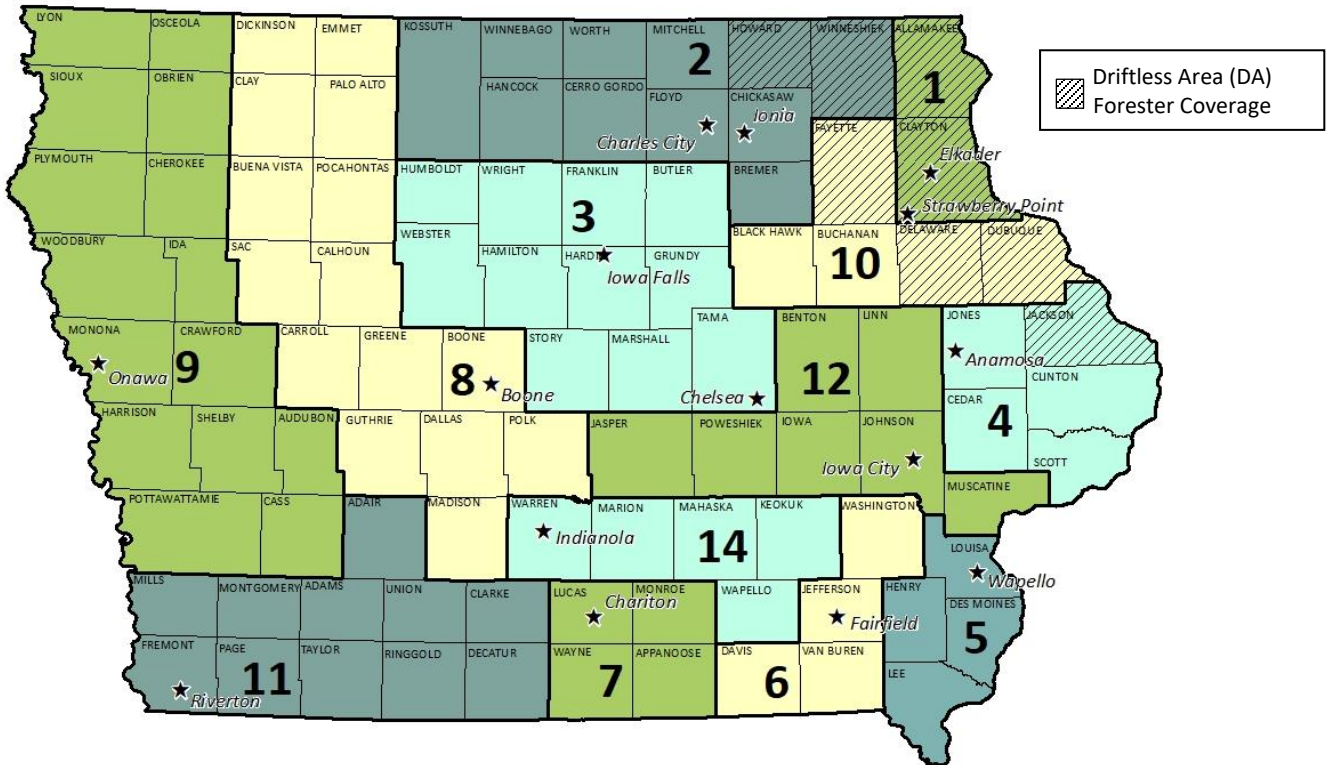 LYON
OSCEOLA
DICKINSON
EMMET
KOSSUTH
WINNEBAGO
WORTH
MITCHELL
HOWARD
WINNESHIEK
ALLAMAKEE
2
1
Driftless Area (DA)
Forester Coverage
SIOUX
OBRIEN
CLAY
PALO ALTO
HANCOCK
CERRO GORDO
FLOYD
CHICKASAW
Charles City
Ionia
FAYETTE
CLAYTON
Elkader
PLYMOUTH
CHEROKEE
BUENA VISTA
POCAHONTAS
HUMBOLDT
WRIGHT
FRANKLIN
BUTLER
BREMER
Strawberry Point
3
WOODBURY
IDA
SAC
CALHOUN
WEBSTER
HAMILTON
HARDIN
GRUNDY
Iowa Falls
BLACK HAWK
BUCHANAN
10
DELAWARE
DUBUQUE
MONONA
CRAWFORD
CARROLL
GREENE
BOONE
STORY
MARSHALL
TAMA
BENTON
LINN
JONES
JACKSON
Onawa
9
8
Boone
Chelsea
12
Anamosa
CLINTON
HARRISON
SHELBY
AUDUBON
GUTHRIE
DALLAS
POLK
JASPER
POWESHIEK
IOWA
JOHNSON
CEDAR
4
Iowa City
SCOTT
POTTAWATTAMIE
CASS
ADAIR
MADISON
WARREN
MARION
MAHASKA
KEOKUK
WASHINGTON
MUSCATINE
Indianola
14
LOUISA
Wapello
MILLS
MONTGOMERY
ADAMS
UNION
CLARKE
LUCAS
MONROE
WAPELLO
JEFFERSON
HENRY
DES MOINES
Chariton
Fairfield
5
FREMONT
PAGE
TAYLOR
RINGGOLD
DECATUR
WAYNE
APPANOOSE
DAVIS
VAN BUREN
LEE
Riverton
11
7
6